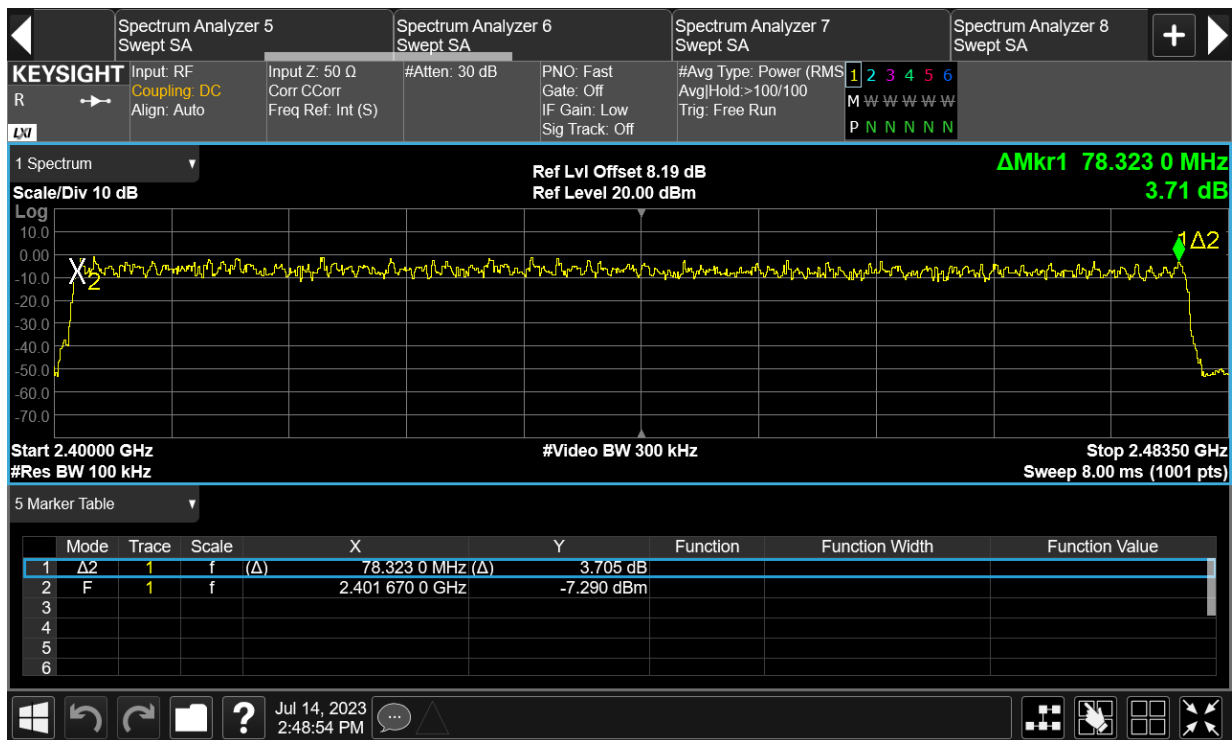 Spectrum Analyzer 5
Swept SA
Spectrum Analyzer 6
Swept SA
Spectrum Analyzer 7
Swept SA
Spectrum Analyzer 8
Swept SA
+
KEYSIGHT
R
LXI
Input: RF
Coupling: DC
Align: Auto
Input Z: 50 Ω
Corr CCorr
Freq Ref: Int (S)
#Atten: 30 dB
PNO: Fast
Gate: Off
IF Gain: Low
Sig Track: Off
#Avg Type: Power (RMS
Avg|Hold:>100/100
Trig: Free Run
1 2 3 4 5 6
M W W W W W
P N N N N N
1 Spectrum
Scale/Div 10 dB
Ref Lvl Offset 8.19 dB
Ref Level 20.00 dBm
ΔMkr1 78.323 0 MHz
3.71 dB
Log
10.0
0.00
-10.0
-20.0
-30.0
-40.0
-50.0
-60.0
-70.0
X2
1Δ2
Start 2.40000 GHz
#Res BW 100 kHz
#Video BW 300 kHz
Stop 2.48350 GHz
Sweep 8.00 ms (1001 pts)
5 Marker Table
Mode Trace Scale X Y Function Function Width Function Value
1 Δ2 1 f (Δ) 78.323 0 MHz (Δ) 3.705 dB
2 F 1 f 2.401 670 0 GHz -7.290 dBm
3
4
5
6
?
Jul 14, 2023
2:48:54 PM